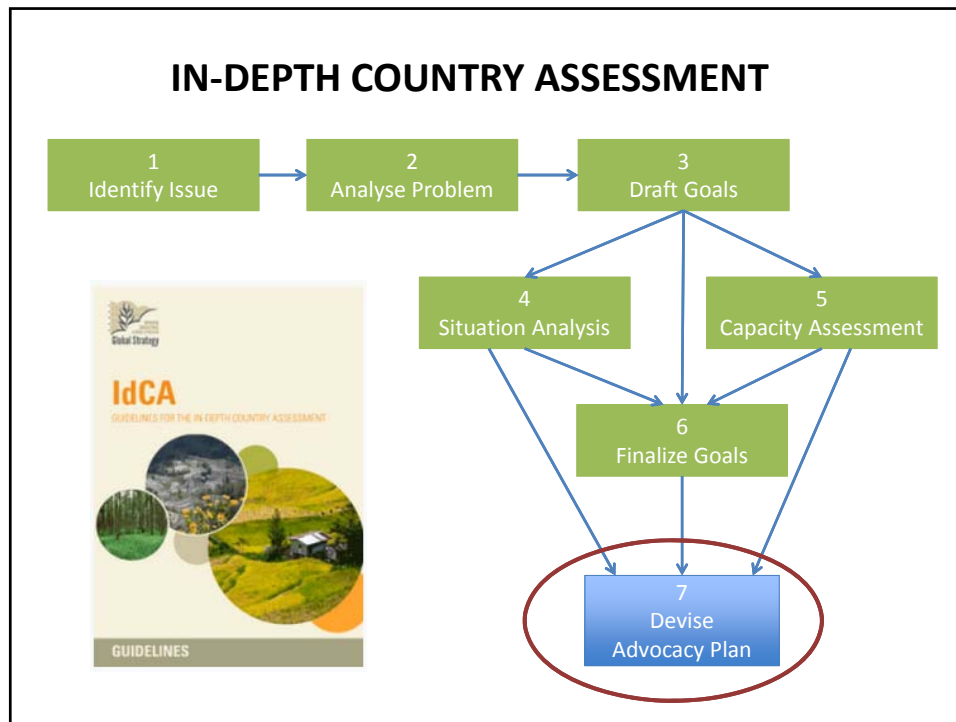 IN-DEPTH COUNTRY ASSESSMENT
1
Identify Issue
2
Analyse Problem
3
Draft Goals
4
Situation Analysis
5
Capacity Assessment
6
Finalize Goals
7
Devise
Advocacy Plan
Global Strategy
IdCA
GUIDELINES FOR THE IN-DEPTH COUNTRY ASSESSMENT
GUIDELINES